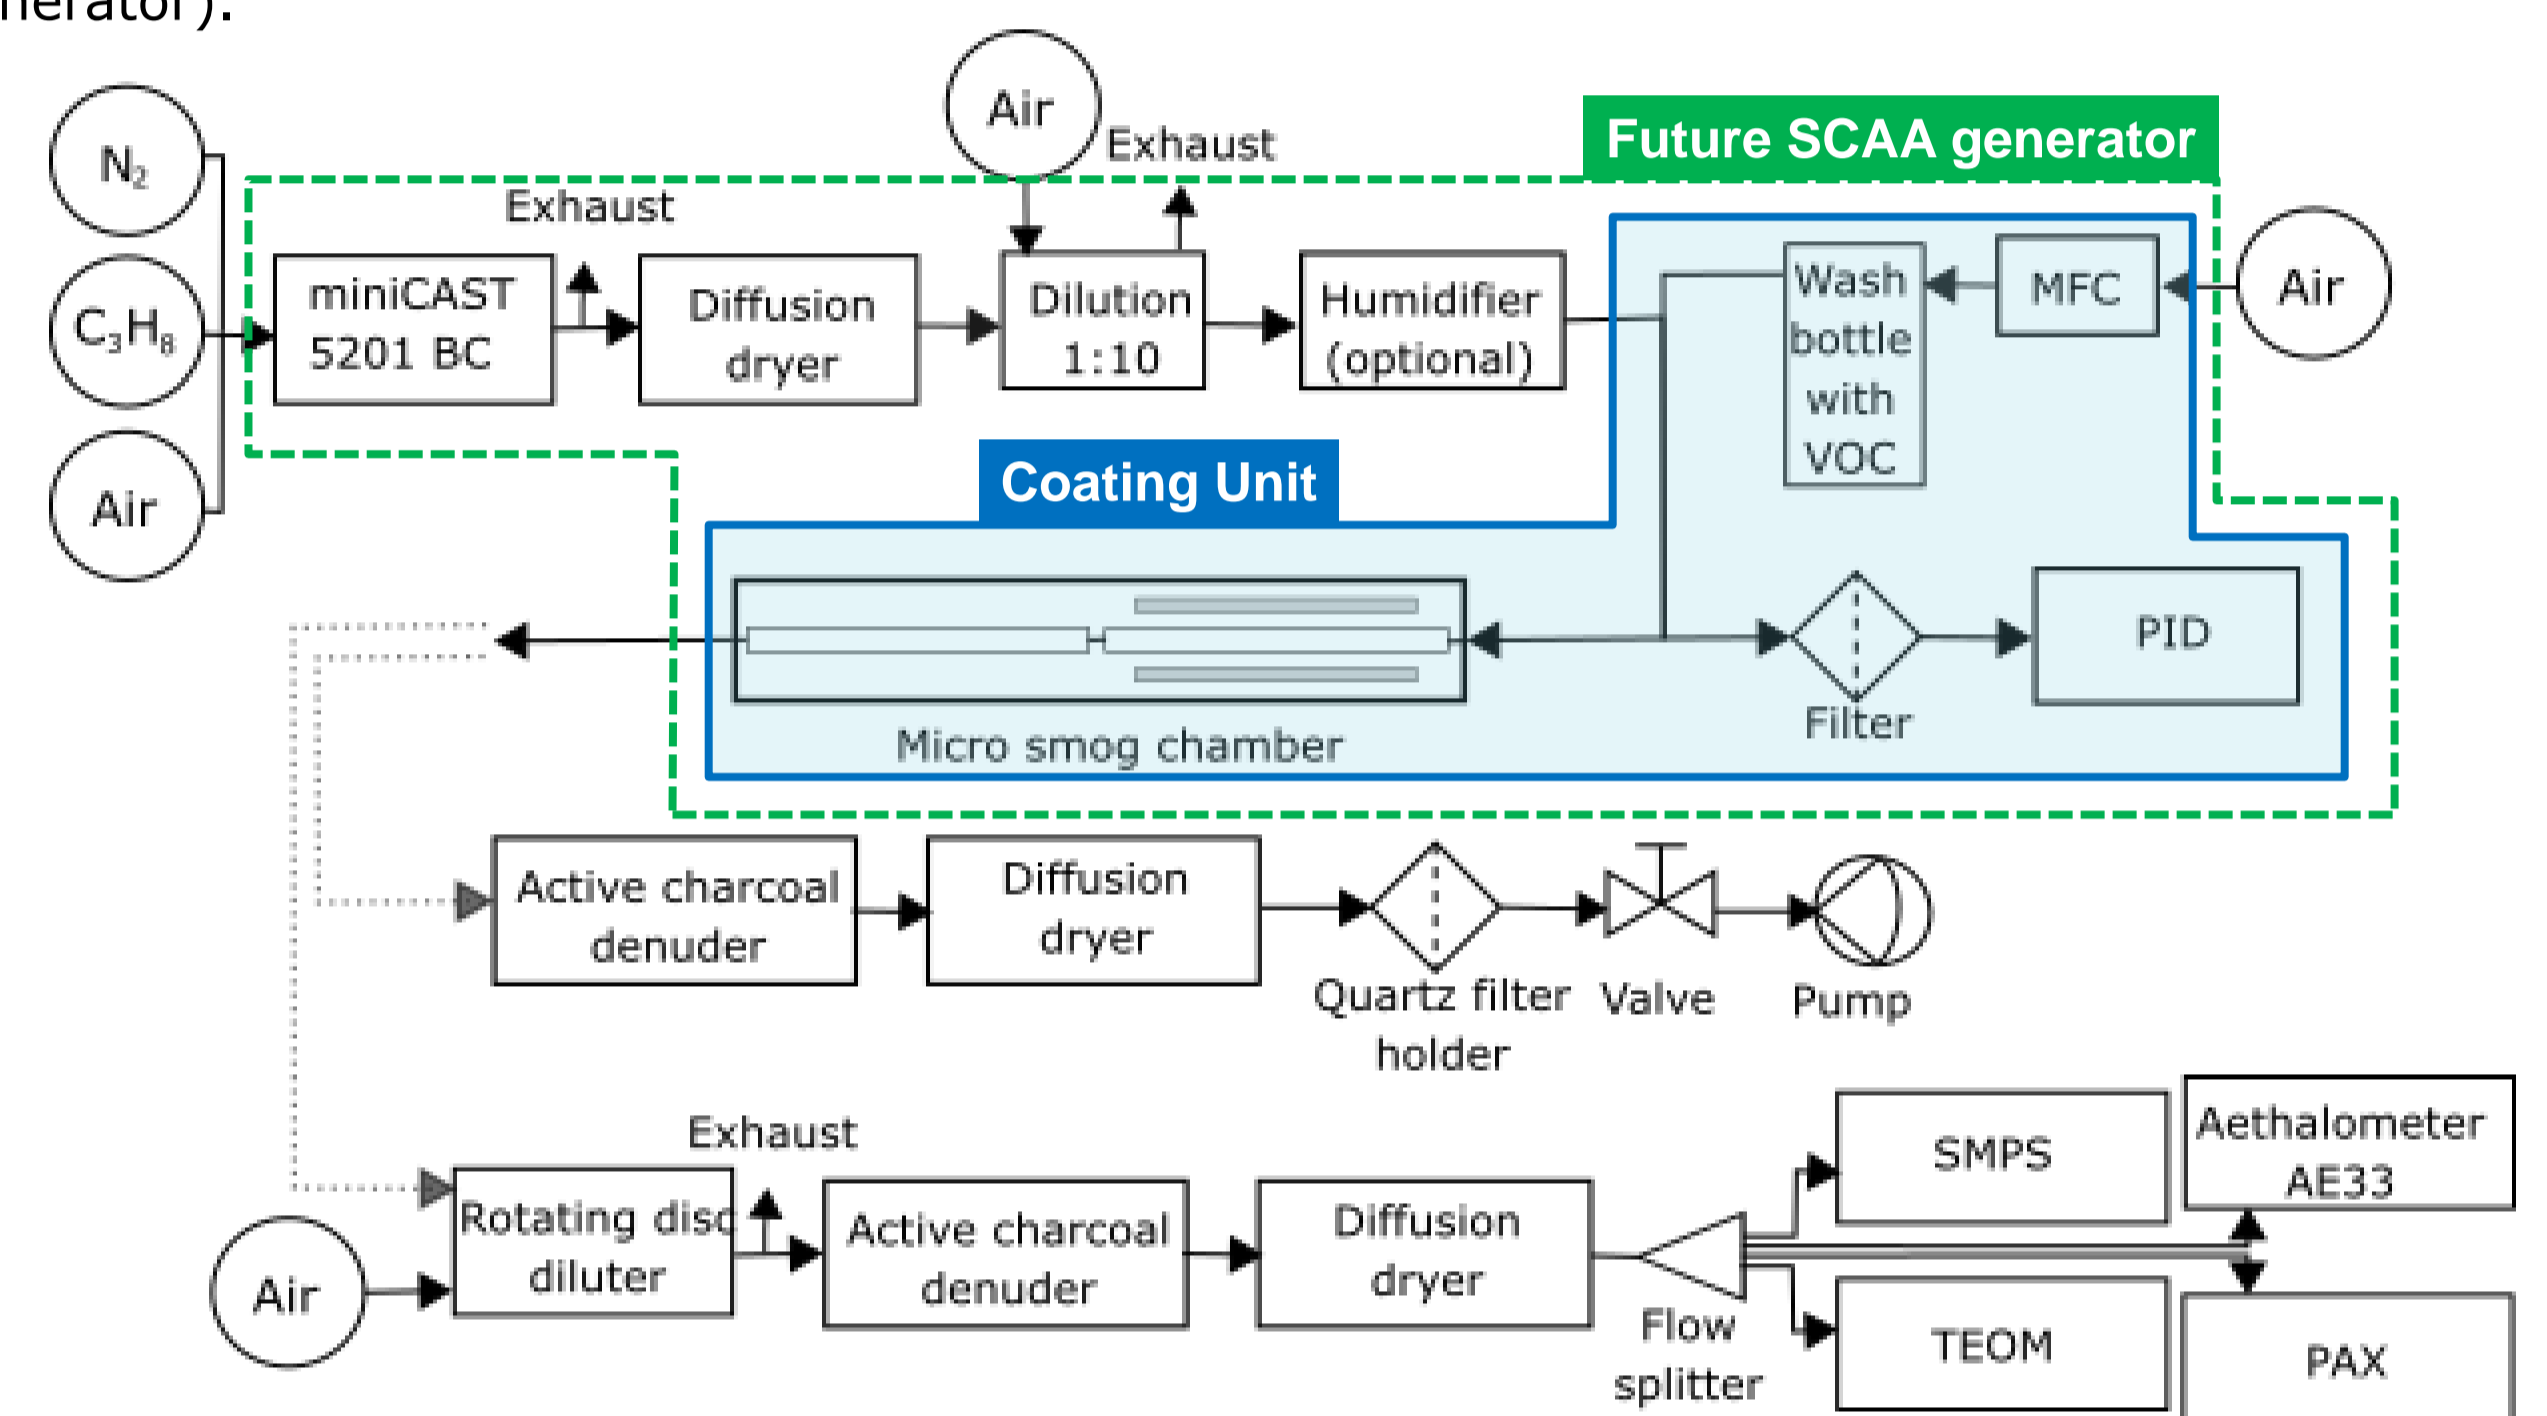 nerator).
Air
Exhaust
Future SCAA generator
N₂
Exhaust
miniCAST
5201 BC
Diffusion
dryer
Dilution
1:10
Humidifier
(optional)
Wash
bottle
with
VOC
MFC
Air
C₃H₈
Air
Coating Unit
Micro smog chamber
Filter
PID
Active charcoal
denuder
Diffusion
dryer
Quartz filter
holder
Valve
Pump
Exhaust
Air
Rotating disc
diluter
Active charcoal
denuder
Diffusion
dryer
Flow
splitter
SMPS
Aethalometer
AE33
TEOM
PAX